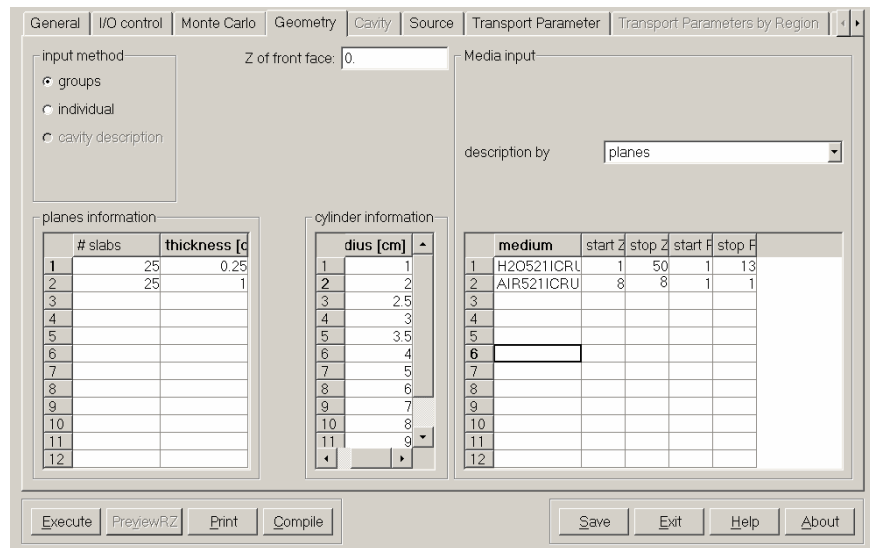 General I/O control Monte Carlo Geometry Cavity Source Transport Parameter Transport Parameters by Region
input method
groups
individual
cavity description
Z of front face: 0.
Media input
description by planes
planes information
# slabs thickness [c
1 25 0.25
2 25 1
3
4
5
6
7
8
9
10
11
12
cylinder information
dius [cm]
1 1
2 2
3 2.5
4 3
5 3.5
6 4
7 5
8 6
9 7
10 8
11 9
medium start Z stop Z start F stop F
1 H2O521ICRU 1 50 1 13
2 AIR521ICRU 8 8 1 1
3
4
5
6
7
8
9
10
11
12
Execute PreviewRZ Print Compile Save Exit Help About